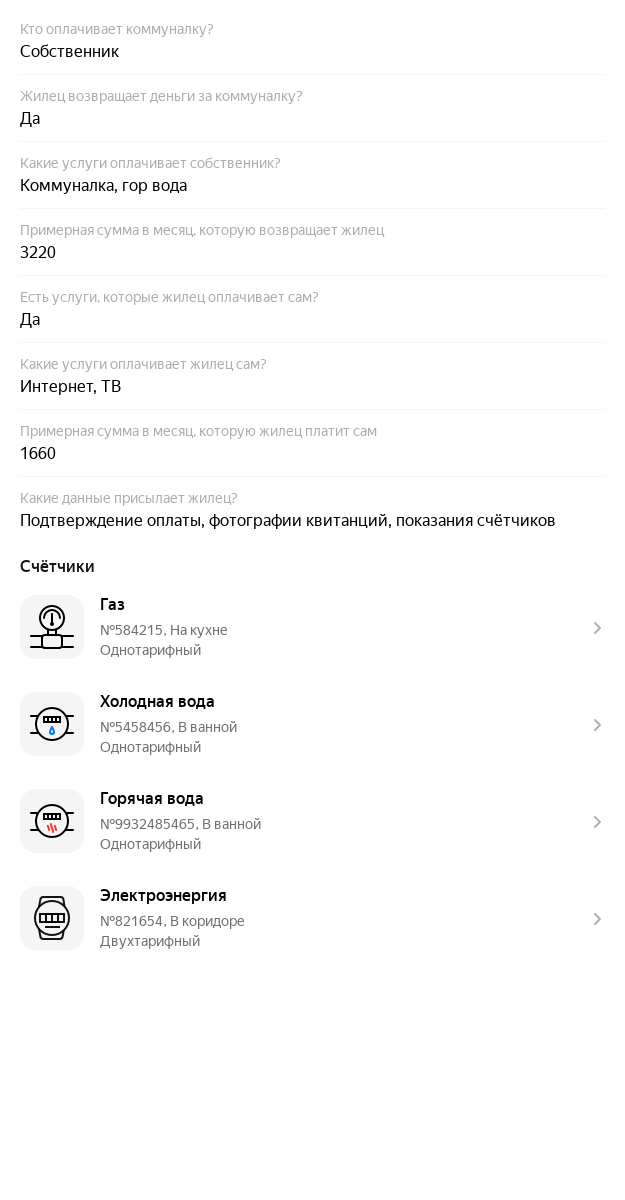 Кто оплачивает коммуналку?
Собственник
Жилец возвращает деньги за коммуналку?
Да
Какие услуги оплачивает собственник?
Коммуналка, гор вода
Примерная сумма в месяц, которую возвращает жилец
3220
Есть услуги, которые жилец оплачивает сам?
Да
Какие услуги оплачивает жилец сам?
Интернет, ТВ
Примерная сумма в месяц, которую жилец платит сам
1660
Какие данные присылает жилец?
Подтверждение оплаты, фотографии квитанций, показания счётчиков
Счётчики
Газ
№584215, На кухне
Однотарифный
Холодная вода
№5458456, В ванной
Однотарифный
Горячая вода
№9932485465, В ванной
Однотарифный
Электроэнергия
№821654, В коридоре
Двухтарифный